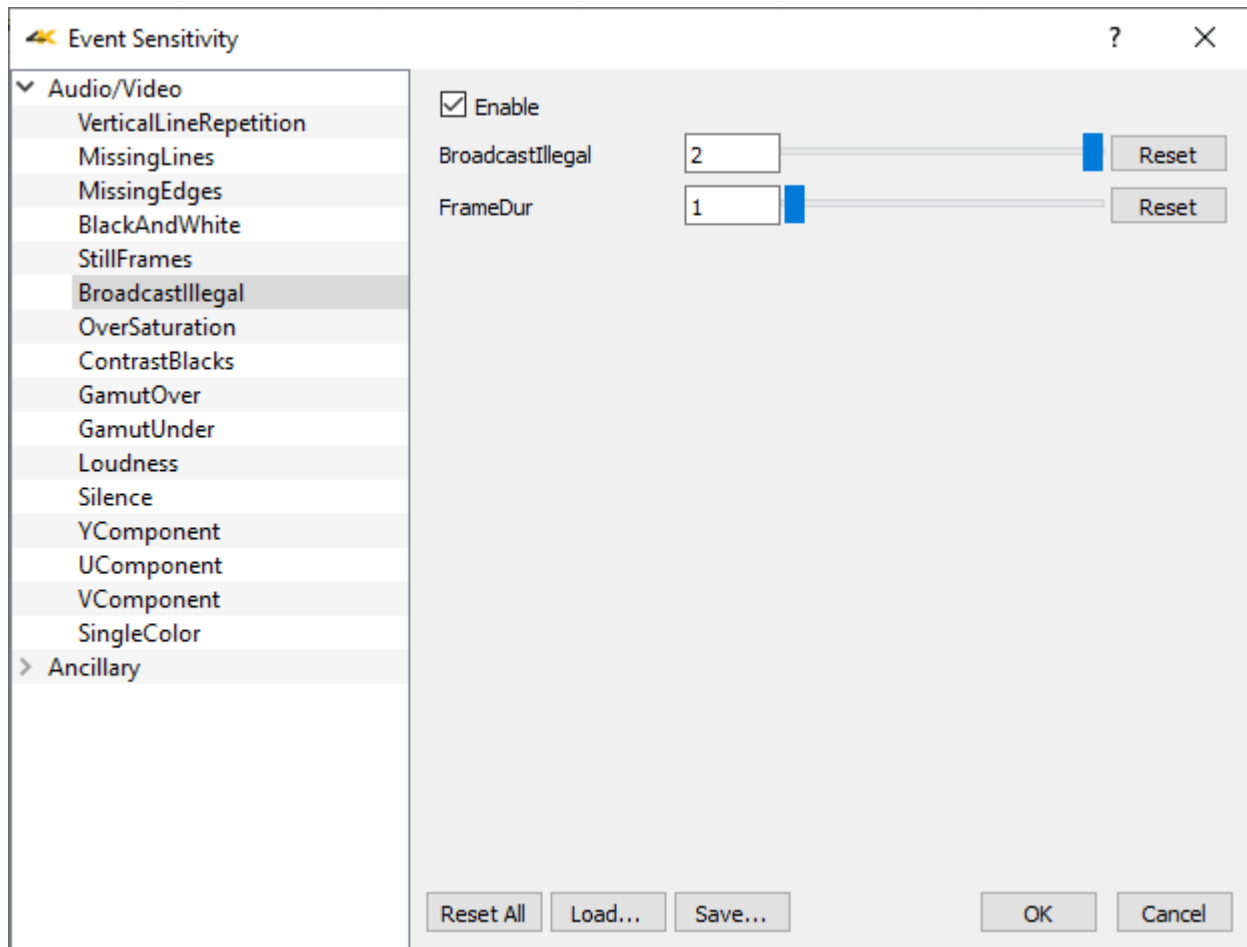 4K Event Sensitivity ?
Audio/Video
VerticalLineRepetition
MissingLines
MissingEdges
BlackAndWhite
StillFrames
BroadcastIllegal
OverSaturation
ContrastBlacks
GamutOver
GamutUnder
Loudness
Silence
YComponent
UComponent
VComponent
SingleColor
Ancillary
Enable
BroadcastIllegal 2 Reset
FrameDur 1 Reset
Reset All Load... Save... OK Cancel